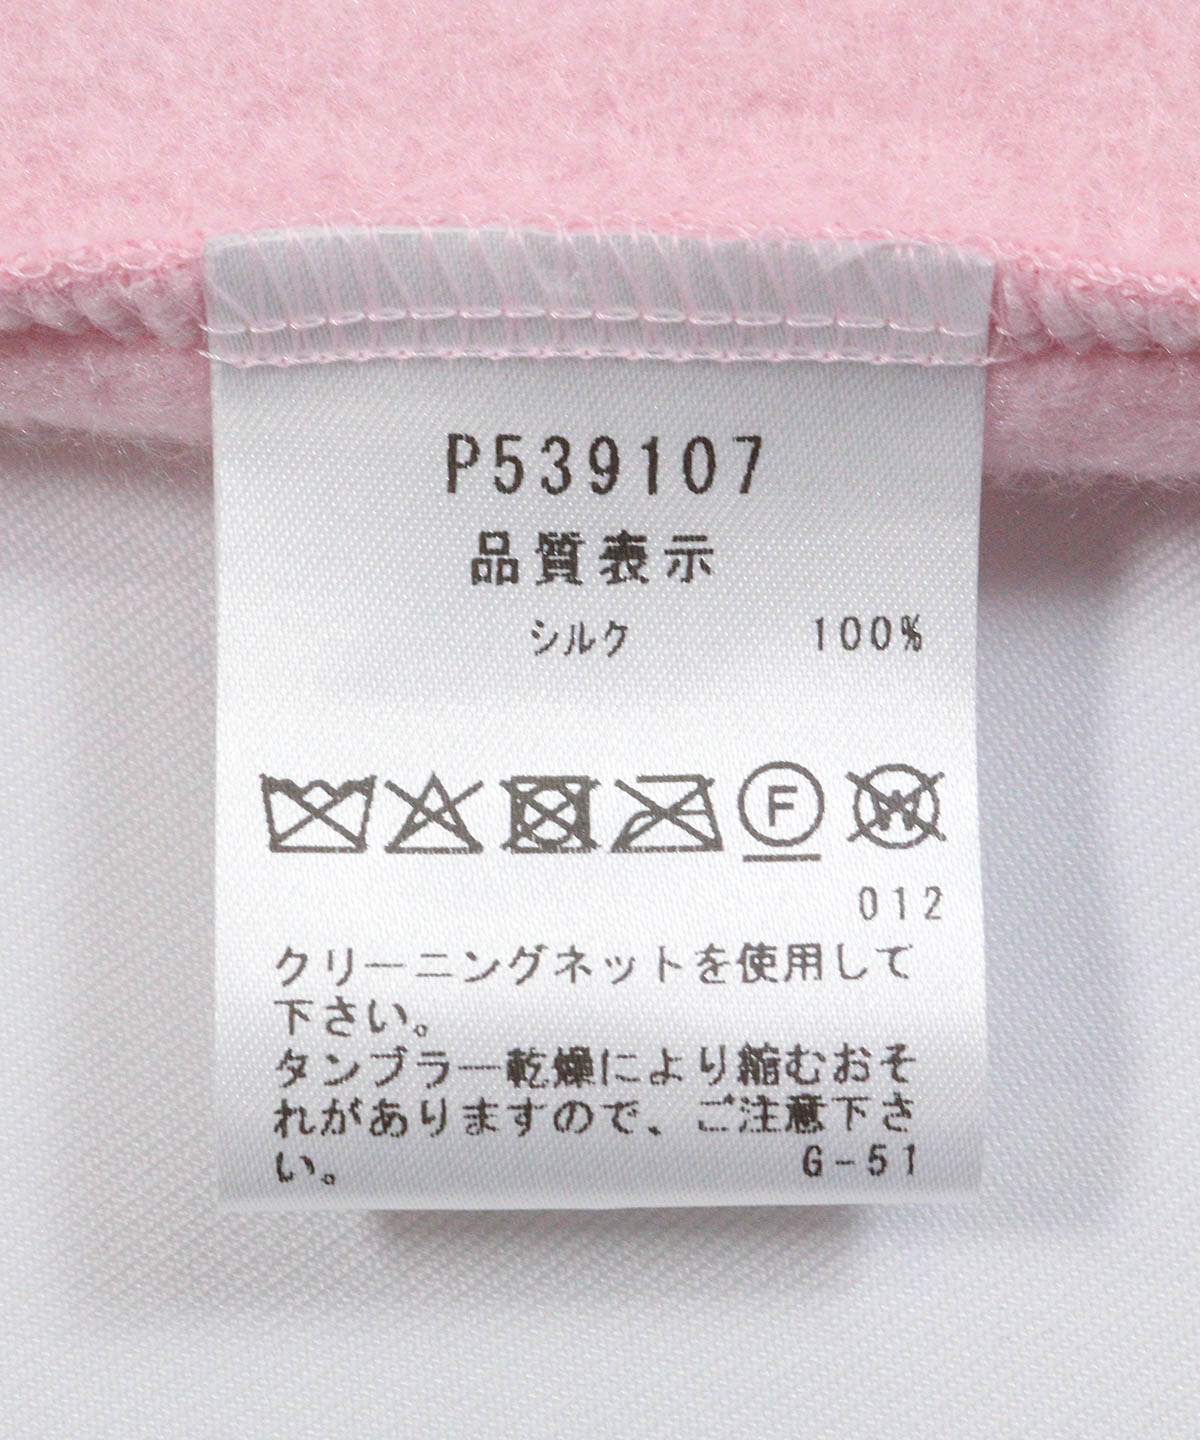 P539107
品質表示
シルク 100%
F W
012
クリーニングネットを使用して
下さい。
タンブラー乾燥により縮むおそ
れがありますので、ご注意下さ
い。 G-51